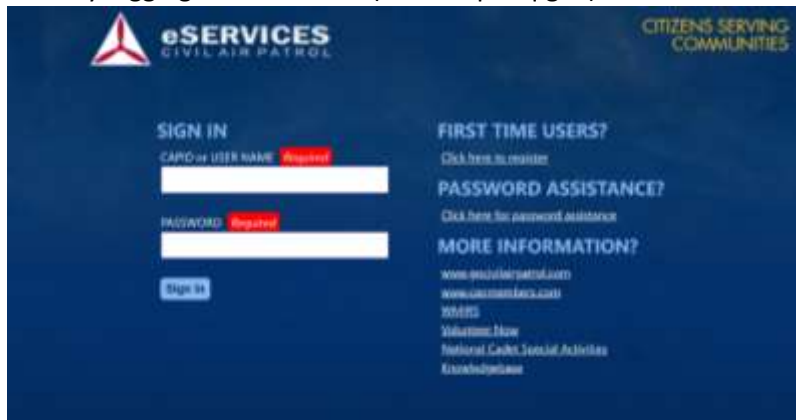 eSERVICES
CIVIL AIR PATROL
CITIZENS SERVING
COMMUNITIES
SIGN IN
CAPID or USER NAME Required
PASSWORD Required
Sign In
FIRST TIME USERS?
Click here to register
PASSWORD ASSISTANCE?
Click here for password assistance
MORE INFORMATION?
www.gocivilairpatrol.com
www.capmembers.com
WMIRS
Volunteer Now
National Cadet Special Activities
Knowledgebase